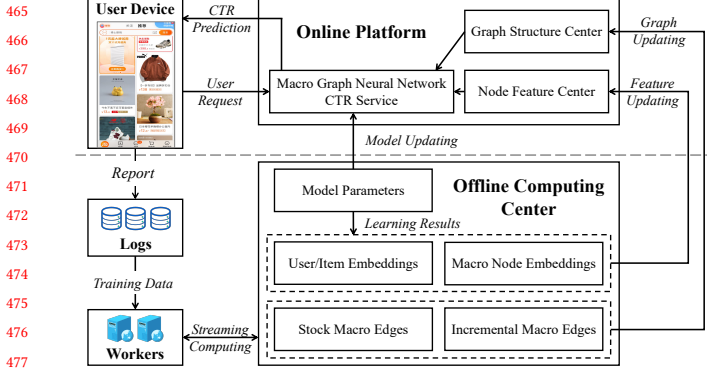 465
466
467
468
469
470
471
472
473
474
475
476
477
User Device
CTR
Prediction
User
Request
Online Platform
Graph Structure Center
Macro Graph Neural Network
CTR Service
Node Feature Center
Graph
Updating
Feature
Updating
Model Updating
Report
Logs
Training Data
Workers
Streaming
Computing
Model Parameters
Offline Computing
Center
Learning Results
User/Item Embeddings
Macro Node Embeddings
Stock Macro Edges
Incremental Macro Edges